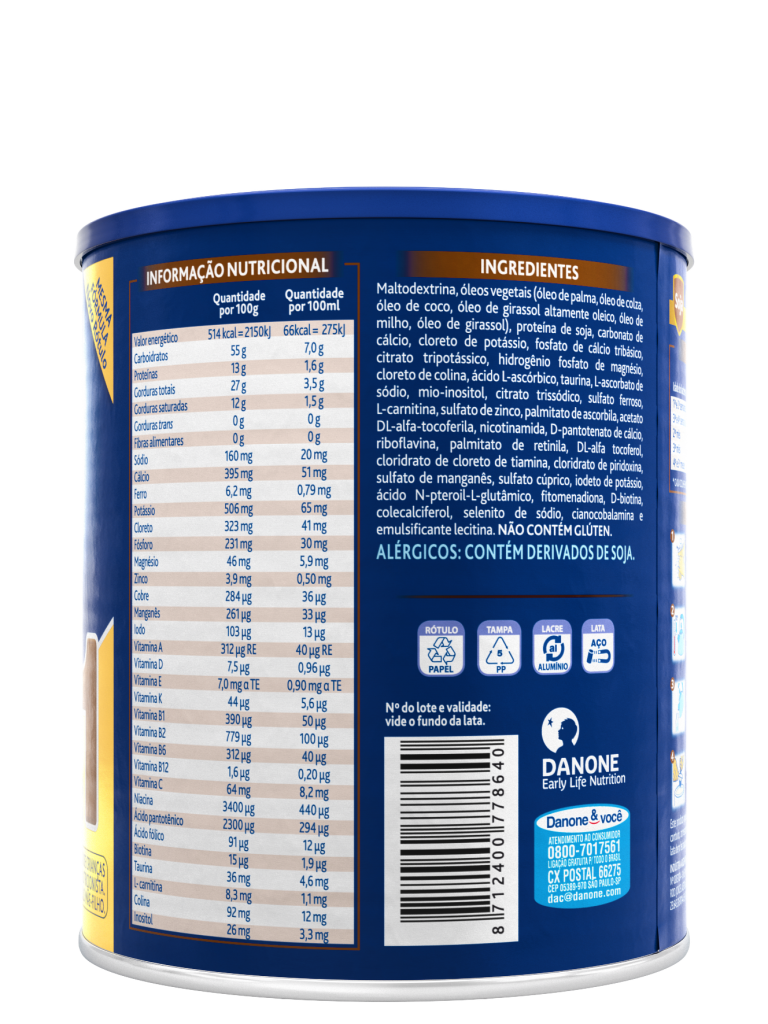 MESMA
FÓRMULA
Novo Rótulo
INFORMAÇÃO NUTRICIONAL
Quantidade por 100g Quantidade por 100ml
Valor energético 514 kcal = 2150kJ 66kcal = 275kJ
Carboidratos 55 g 7,0 g
Proteínas 13 g 1,6 g
Gorduras totais 27 g 3,5 g
Gorduras saturadas 12 g 1,5 g
Gorduras trans 0 g 0 g
Fibras alimentares 0 g 0 g
Sódio 160 mg 20 mg
Cálcio 395 mg 51 mg
Ferro 6,2 mg 0,79 mg
Potássio 506 mg 65 mg
Cloreto 323 mg 41 mg
Fósforo 231 mg 30 mg
Magnésio 46 mg 5,9 mg
Zinco 3,9 mg 0,50 mg
Cobre 284 µg 36 µg
Manganês 261 µg 33 µg
Iodo 103 µg 13 µg
Vitamina A 312 µg RE 40 µg RE
Vitamina D 7,5 µg 0,96 µg
Vitamina E 7,0 mg α TE 0,90 mg α TE
Vitamina K 44 µg 5,6 µg
Vitamina B1 390 µg 50 µg
Vitamina B2 779 µg 100 µg
Vitamina B6 312 µg 40 µg
Vitamina B12 1,6 µg 0,20 µg
Vitamina C 64 mg 8,2 mg
Niacina 3400 µg 440 µg
Ácido pantotênico 2300 µg 294 µg
Ácido fólico 91 µg 12 µg
Biotina 15 µg 1,9 µg
Taurina 36 mg 4,6 mg
L-carnitina 8,3 mg 1,1 mg
Colina 92 mg 12 mg
Inositol 26 mg 3,3 mg
INGREDIENTES
Maltodextrina, óleos vegetais (óleo de palma, óleo de colza,
óleo de coco, óleo de girassol altamente oleico, óleo de
milho, óleo de girassol), proteína de soja, carbonato de
cálcio, cloreto de potássio, fosfato de cálcio tribásico,
citrato tripotássico, hidrogênio fosfato de magnésio,
cloreto de colina, ácido L-ascórbico, taurina, L-ascorbato de
sódio, mio-inositol, citrato trissódico, sulfato ferroso,
L-carnitina, sulfato de zinco, palmitato de ascorbila, acetato
DL-alfa-tocoferila, nicotinamida, D-pantotenato de cálcio,
riboflavina, palmitato de retinila, DL-alfa tocoferol,
cloridrato de cloreto de tiamina, cloridrato de piridoxina,
sulfato de manganês, sulfato cúprico, iodeto de potássio,
ácido N-pteroil-L-glutâmico, fitomenadiona, D-biotina,
colecalciferol, selenito de sódio, cianocobalamina e
emulsificante lecitina. NÃO CONTÉM GLÚTEN.
ALÉRGICOS: CONTÉM DERIVADOS DE SOJA.
RÓTULO TAMPA LACRE LATA
5 al AÇO
PAPEL PP ALUMÍNIO
Nº do lote e validade:
vide o fundo da lata.
8 712400 778640
DANONE
Early Life Nutrition
Danone & você
ATENDIMENTO AO CONSUMIDOR
0800-7017561
LIGAÇÃO GRATUITA P/ TODO O BRASIL
CX POSTAL 66275
CEP 05389-970 SÃO PAULO-SP
dac@danone.com
1